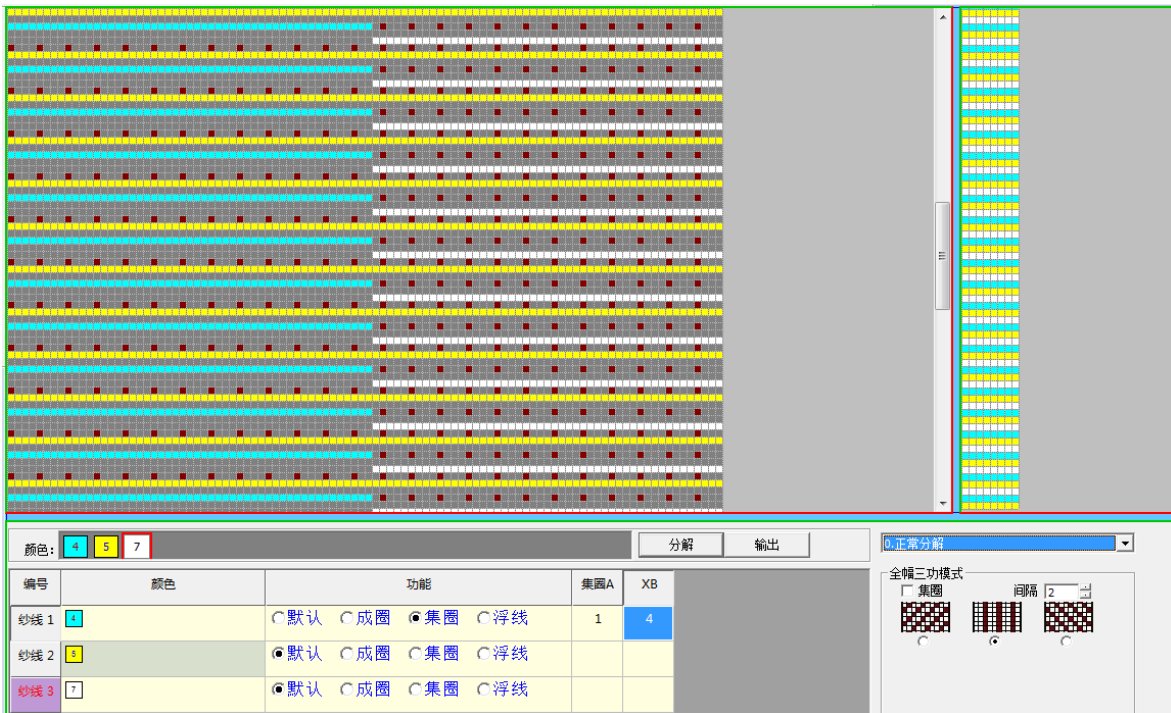 颜色: 4 5 7 分解 输出 0.正常分解
编号 颜色 功能 集圆A XB
纱线 1 4 默认 成圈 集圈 浮线 1 4
纱线 2 5 默认 成圈 集圈 浮线
纱线 3 7 默认 成圈 集圈 浮线
全幅三功模式
集圈 间隔 2